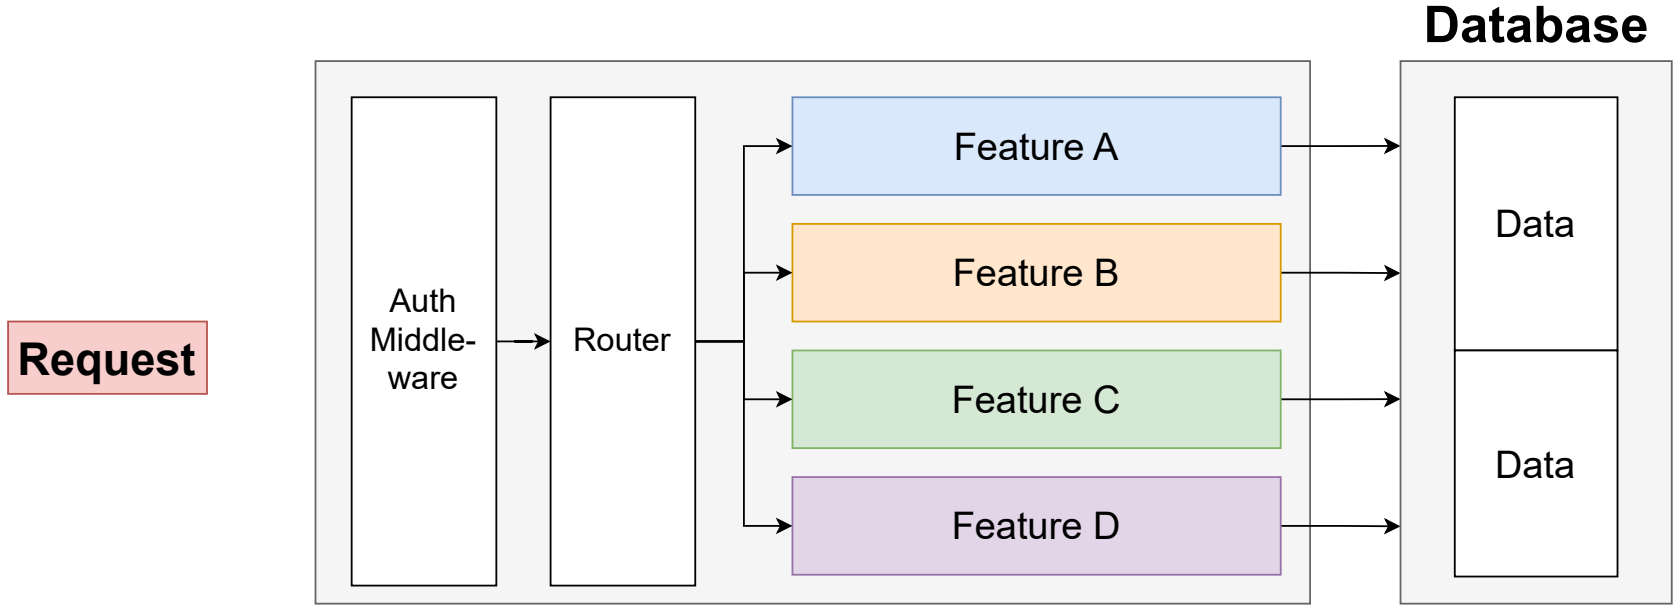 Database
Request
Auth
Middle-
ware
Router
Feature A
Feature B
Feature C
Feature D
Data
Data